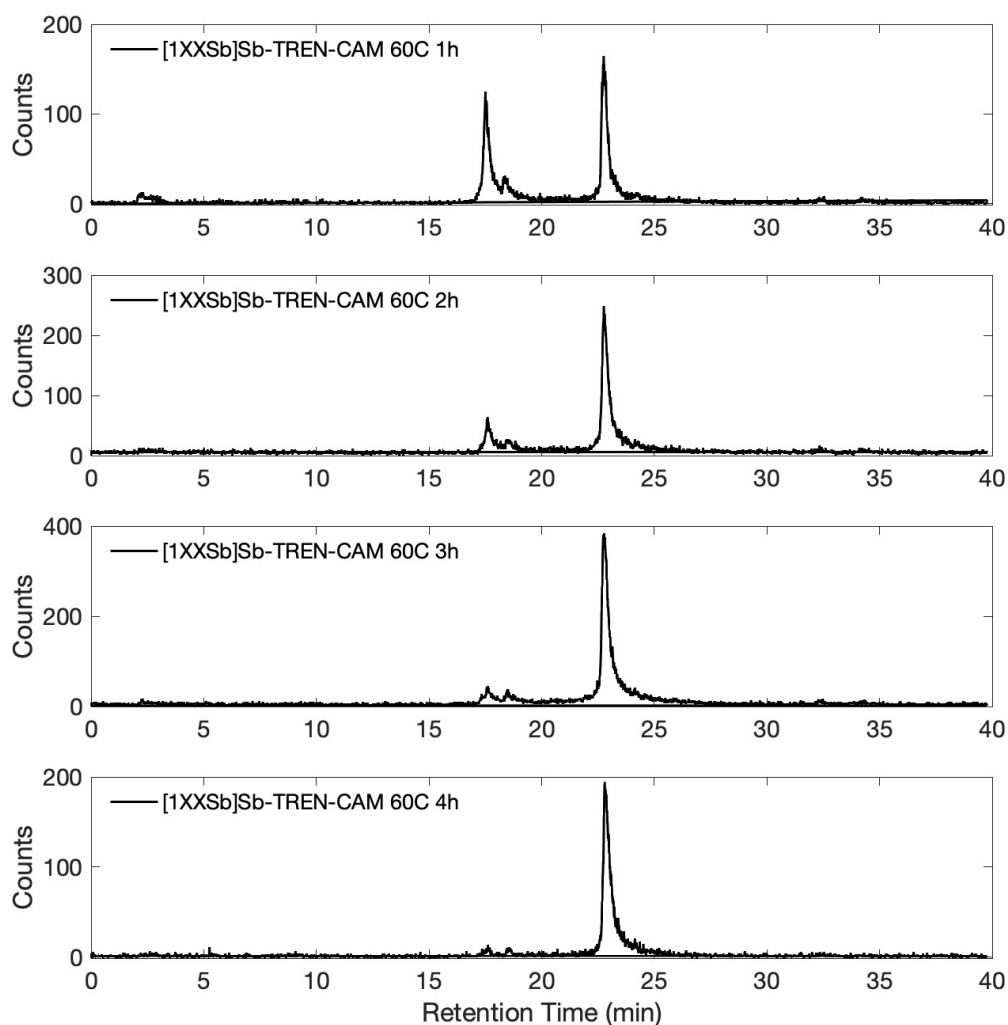 200
[1XXSb]Sb-TREN-CAM 60C 1h
Counts
100
0
0 5 10 15 20 25 30 35 40
300
[1XXSb]Sb-TREN-CAM 60C 2h
200
Counts
100
0
0 5 10 15 20 25 30 35 40
400
[1XXSb]Sb-TREN-CAM 60C 3h
Counts
200
0
0 5 10 15 20 25 30 35 40
200
[1XXSb]Sb-TREN-CAM 60C 4h
Counts
100
0
0 5 10 15 20 25 30 35 40
Retention Time (min)